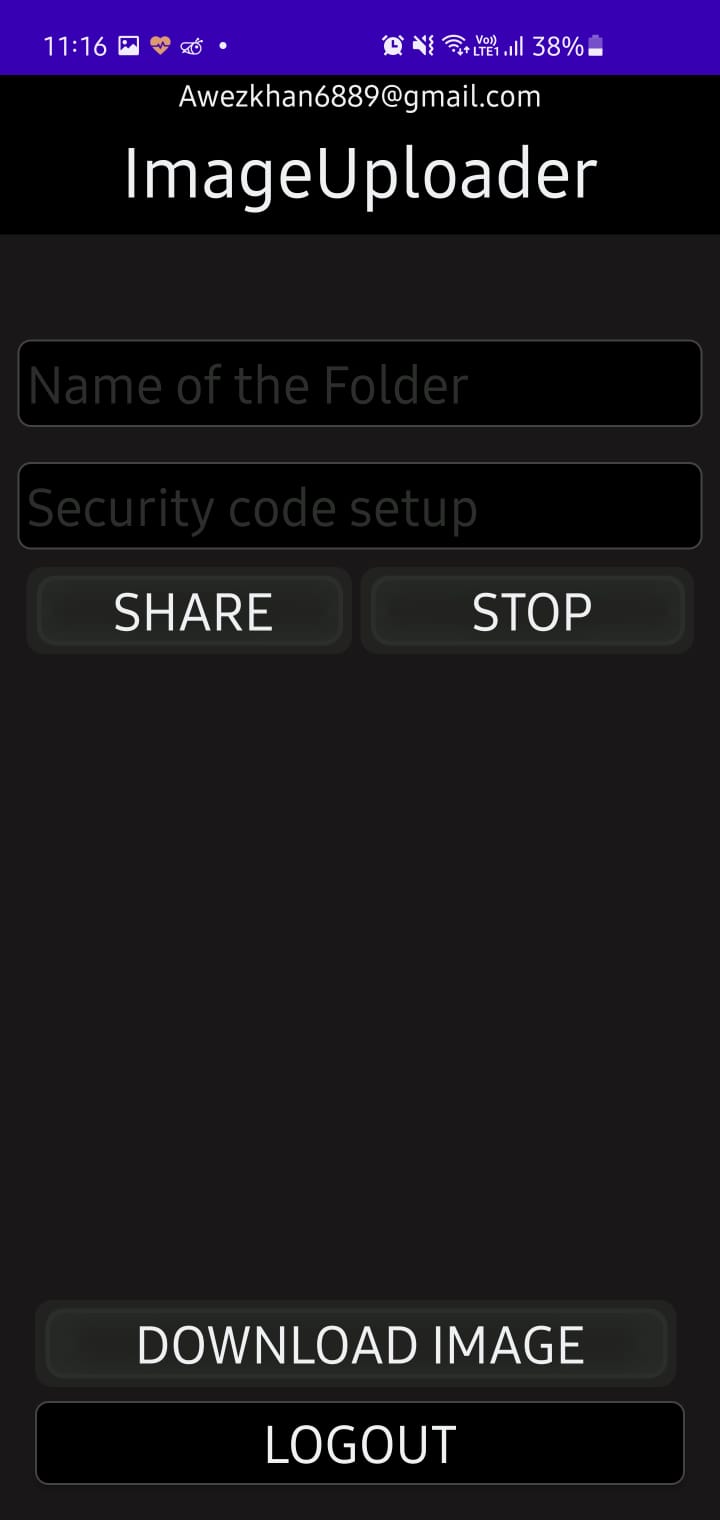 11:16 Vo) LTE1 38%
Awezkhan6889@gmail.com
ImageUploader
Name of the Folder
Security code setup
SHARE STOP
DOWNLOAD IMAGE
LOGOUT